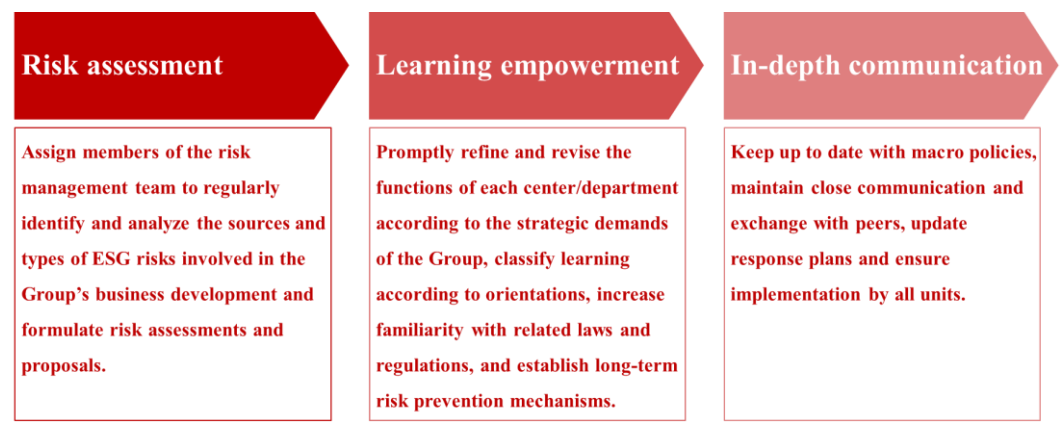 Risk assessment
Assign members of the risk
management team to regularly
identify and analyze the sources and
types of ESG risks involved in the
Group's business development and
formulate risk assessments and
proposals.
Learning empowerment
Promptly refine and revise the
functions of each center/department
according to the strategic demands
of the Group, classify learning
according to orientations, increase
familiarity with related laws and
regulations, and establish long-term
risk prevention mechanisms.
In-depth communication
Keep up to date with macro policies,
maintain close communication and
exchange with peers, update
response plans and ensure
implementation by all units.